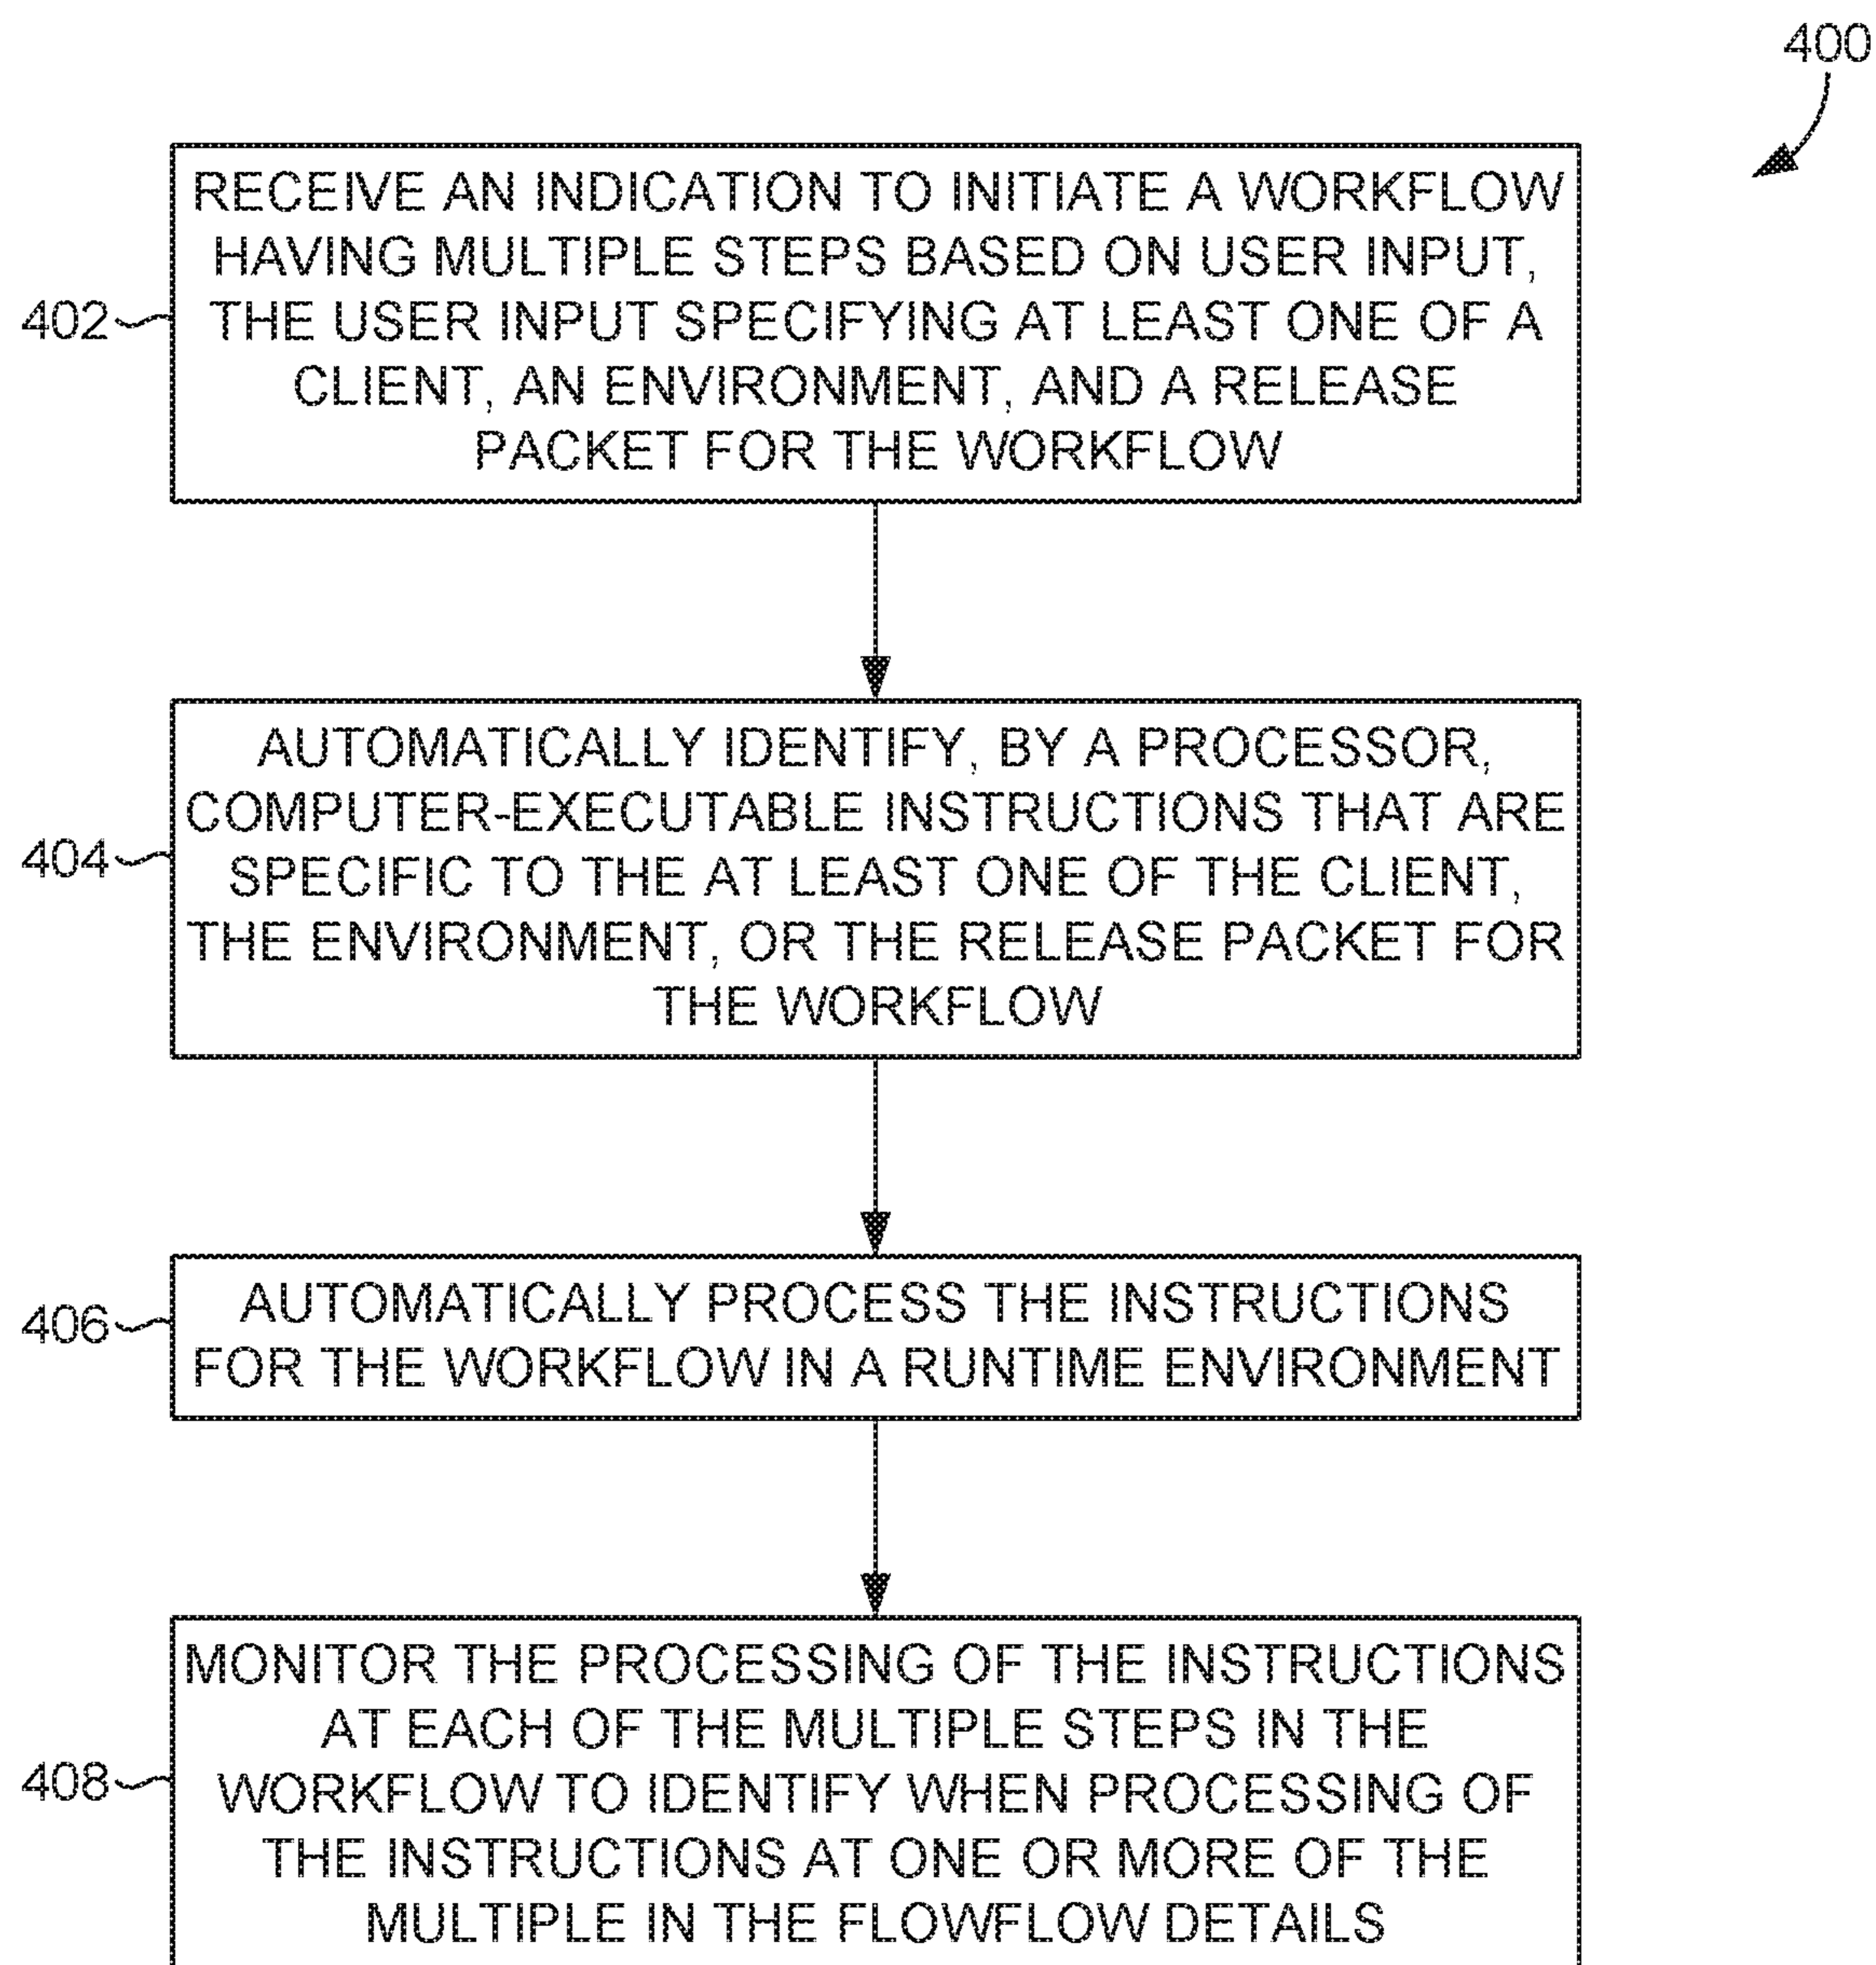 400
RECEIVE AN INDICATION TO INITIATE A WORKFLOW
HAVING MULTIPLE STEPS BASED ON USER INPUT,
THE USER INPUT SPECIFYING AT LEAST ONE OF A
CLIENT, AN ENVIRONMENT, AND A RELEASE
PACKET FOR THE WORKFLOW
402
AUTOMATICALLY IDENTIFY, BY A PROCESSOR,
COMPUTER-EXECUTABLE INSTRUCTIONS THAT ARE
SPECIFIC TO THE AT LEAST ONE OF THE CLIENT,
THE ENVIRONMENT, OR THE RELEASE PACKET FOR
THE WORKFLOW
404
AUTOMATICALLY PROCESS THE INSTRUCTIONS
FOR THE WORKFLOW IN A RUNTIME ENVIRONMENT
406
MONITOR THE PROCESSING OF THE INSTRUCTIONS
AT EACH OF THE MULTIPLE STEPS IN THE
WORKFLOW TO IDENTIFY WHEN PROCESSING OF
THE INSTRUCTIONS AT ONE OR MORE OF THE
MULTIPLE IN THE FLOWFLOW DETAILS
408